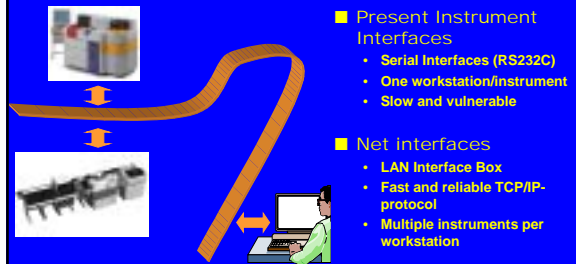 Present Instrument
Interfaces
• Serial Interfaces (RS232C)
• One workstation/instrument
• Slow and vulnerable
Net interfaces
• LAN Interface Box
• Fast and reliable TCP/IP-
protocol
• Multiple instruments per
workstation